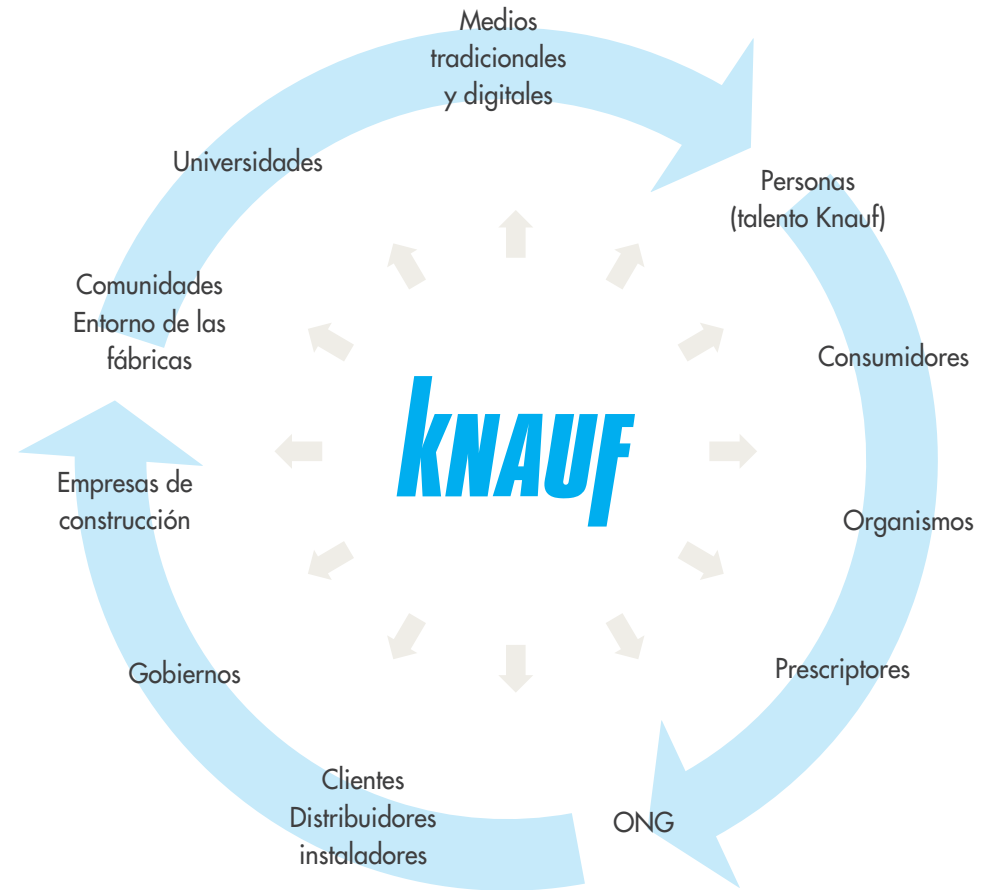 Medios
tradicionales
y digitales
Universidades
Personas
(talento Knauf)
Comunidades
Entorno de las
fábricas
Consumidores
KNAUF
Empresas de
construcción
Organismos
Gobiernos
Prescriptores
Clientes
Distribuidores
instaladores
ONG